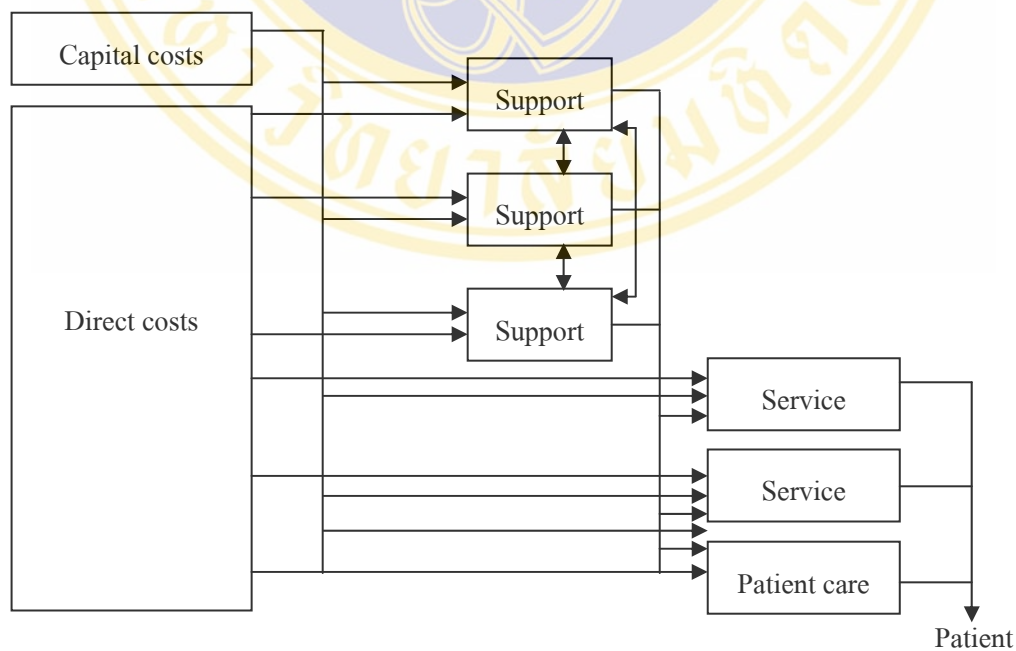 Capital costs
Support
Support
Direct costs
Support
Service
Service
Patient care
Patient